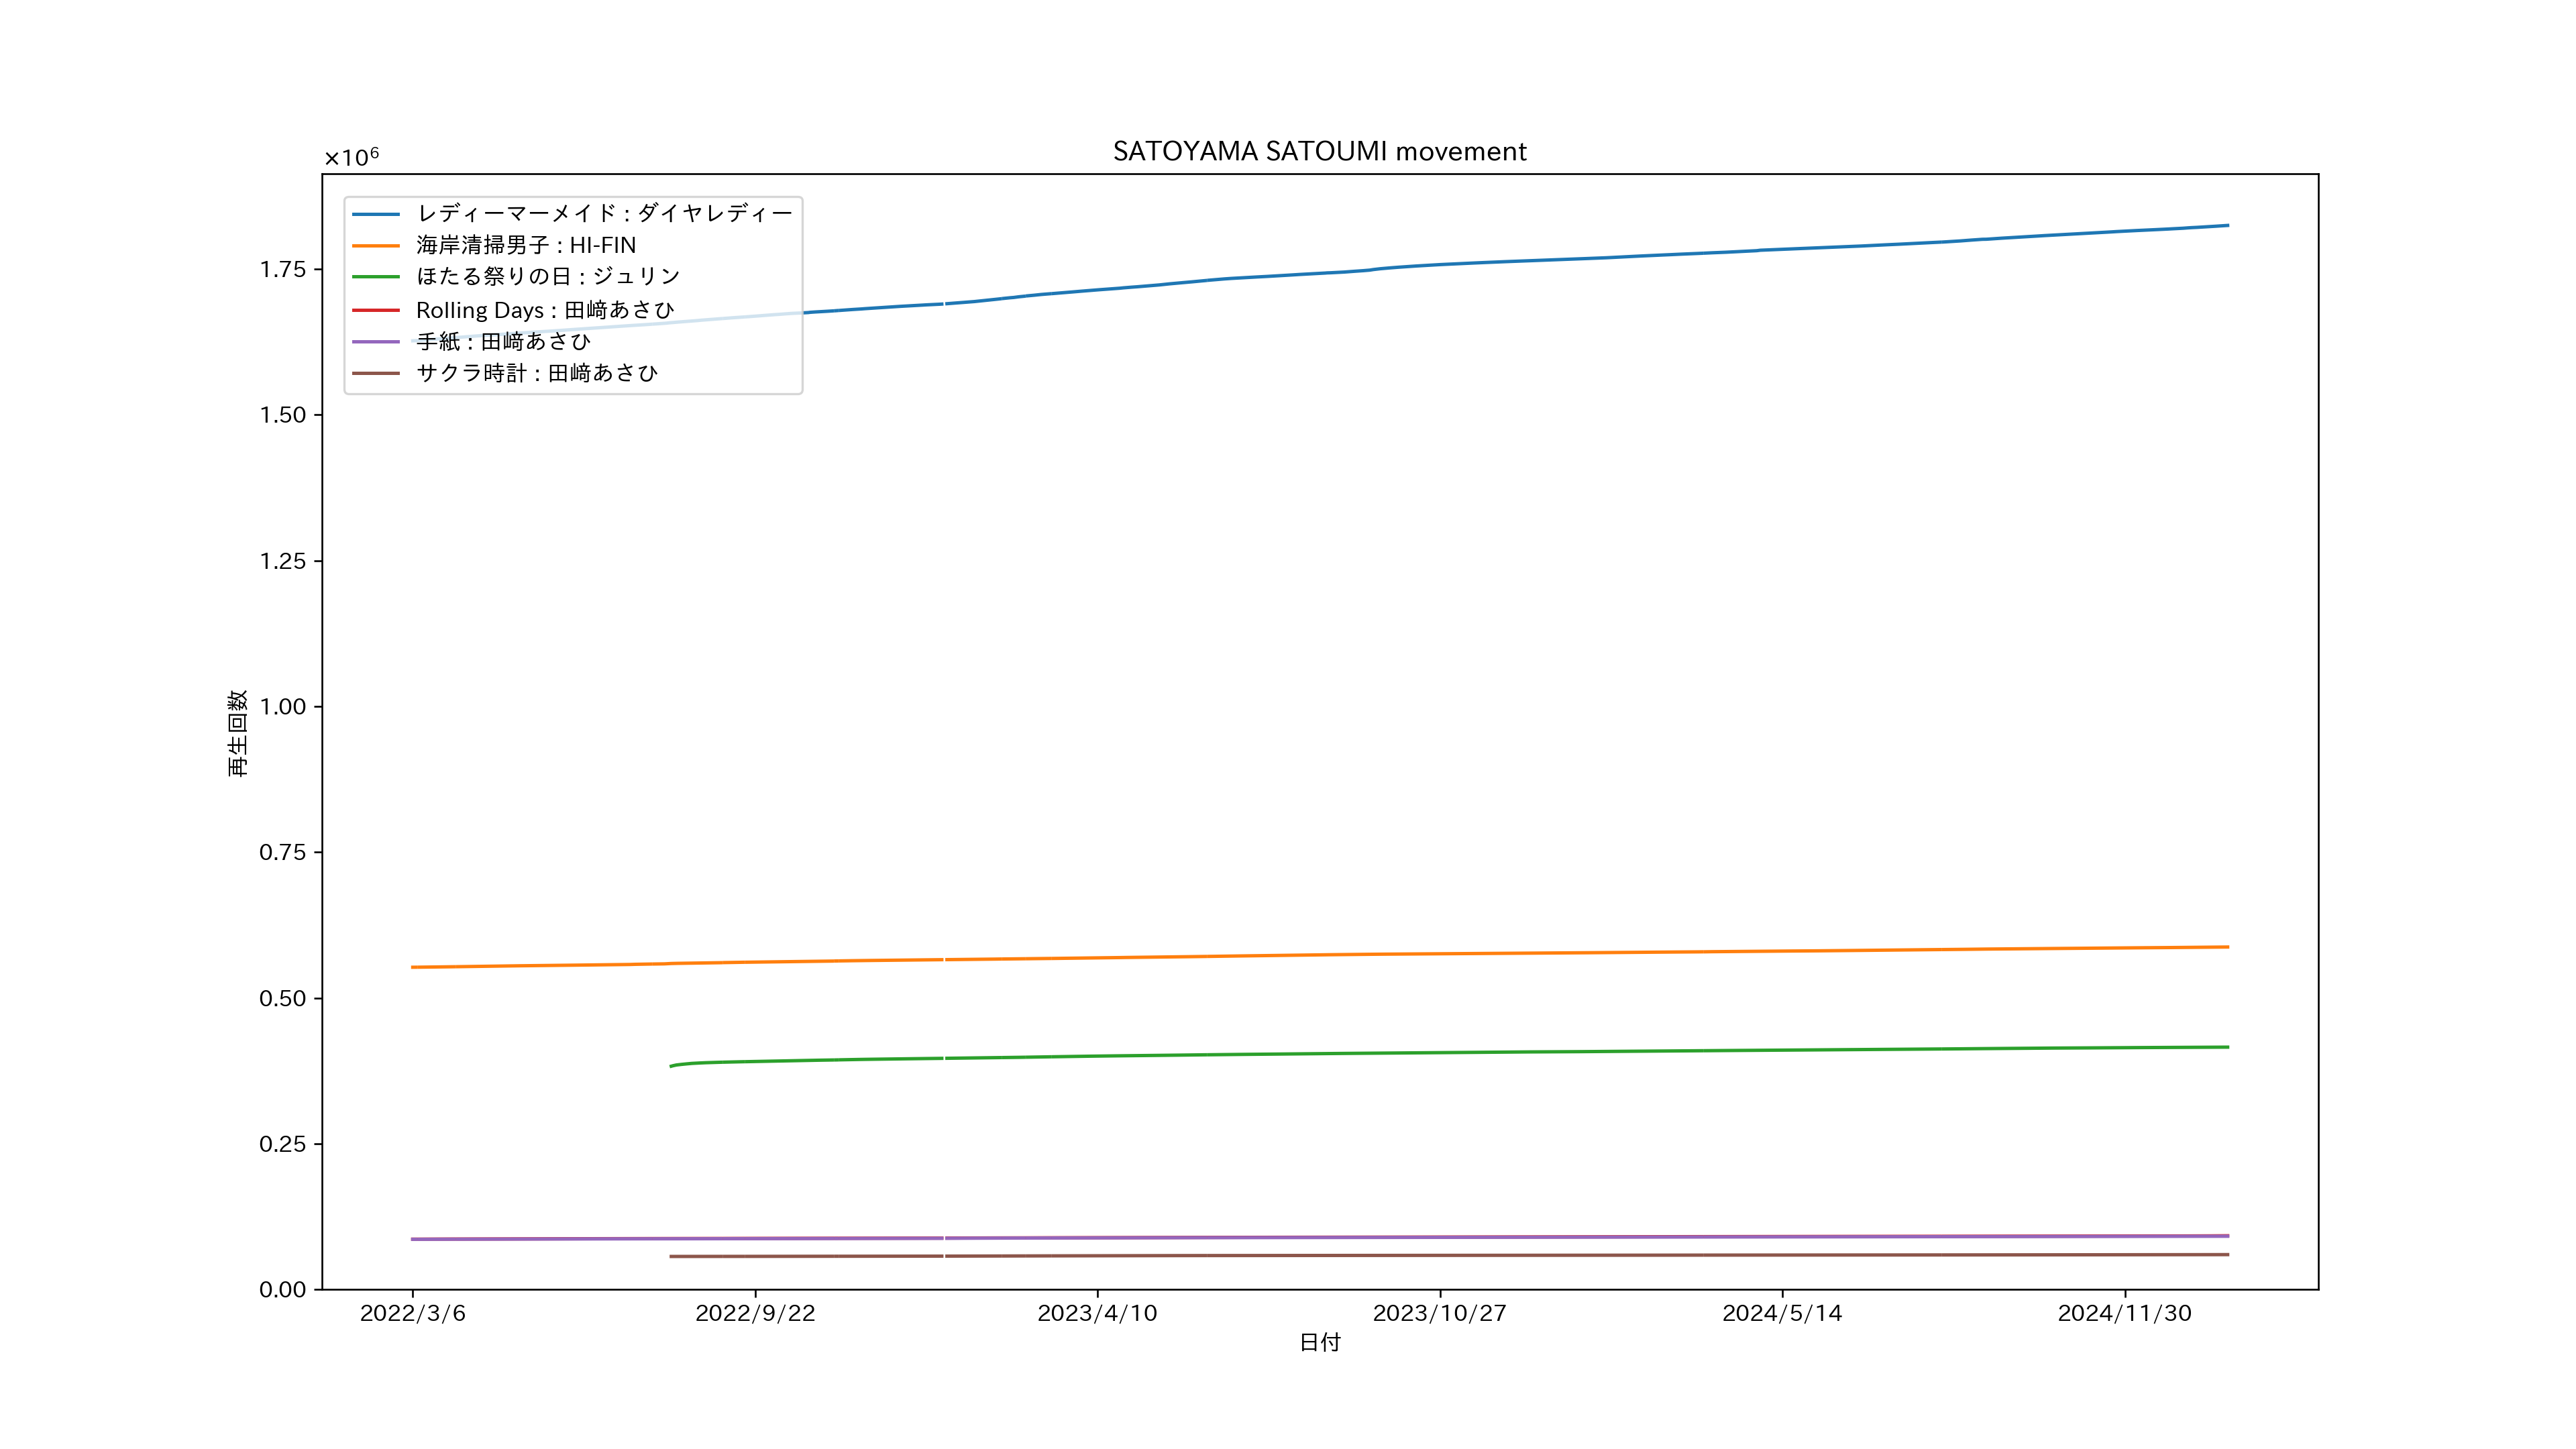 SATOYAMA SATOUMI movement
×10⁶
レディーマーメイド : ダイヤレディー
海岸清掃男子 : HI-FIN
ほたる祭りの日 : ジュリン
Rolling Days : 田﨑あさひ
手紙 : 田﨑あさひ
サクラ時計 : 田﨑あさひ
1.75
1.50
1.25
1.00
0.75
0.50
0.25
0.00
再生回数
2022/3/6
2022/9/22
2023/4/10
2023/10/27
2024/5/14
2024/11/30
日付